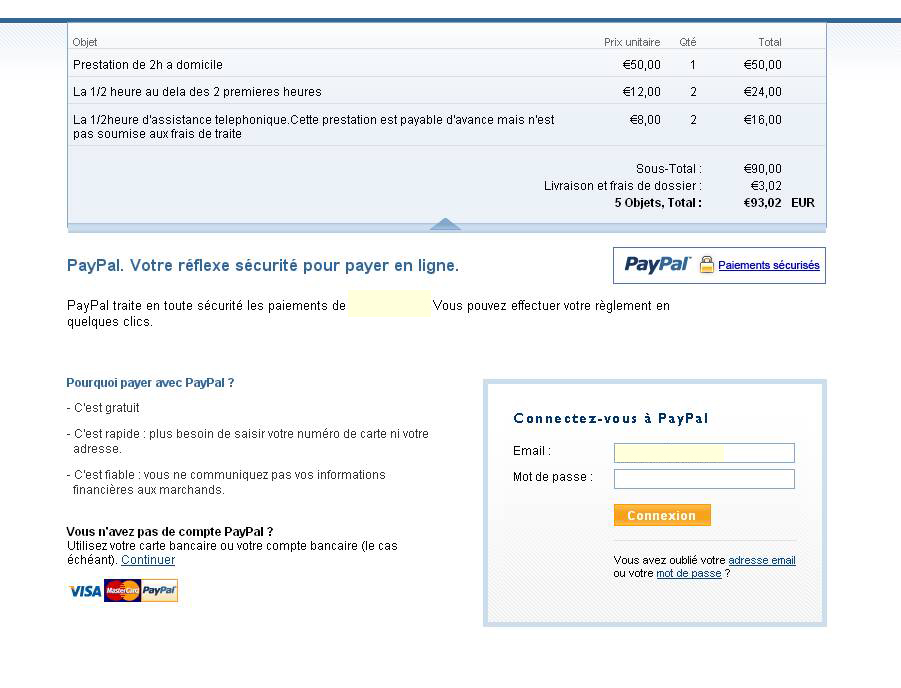 Objet Prix unitaire Qté Total
Prestation de 2h a domicile €50,00 1 €50,00
La 1/2 heure au dela des 2 premieres heures €12,00 2 €24,00
La 1/2heure d'assistance telephonique.Cette prestation est payable d'avance mais n'est €8,00 2 €16,00
pas soumise aux frais de traite
Sous-Total : €90,00
Livraison et frais de dossier : €3,02
5 Objets, Total : €93,02 EUR
PayPal. Votre réflexe sécurité pour payer en ligne.
PayPal Paiements sécurisés
PayPal traite en toute sécurité les paiements de Vous pouvez effectuer votre règlement en
quelques clics.
Pourquoi payer avec PayPal ?
- C'est gratuit
- C'est rapide : plus besoin de saisir votre numéro de carte ni votre
adresse.
- C'est fiable : vous ne communiquez pas vos informations
financières aux marchands.
Vous n'avez pas de compte PayPal ?
Utilisez votre carte bancaire ou votre compte bancaire (le cas
échéant). Continuer
VISA MasterCard PayPal
Connectez-vous à PayPal
Email :
Mot de passe :
Connexion
Vous avez oublié votre adresse email
ou votre mot de passe ?